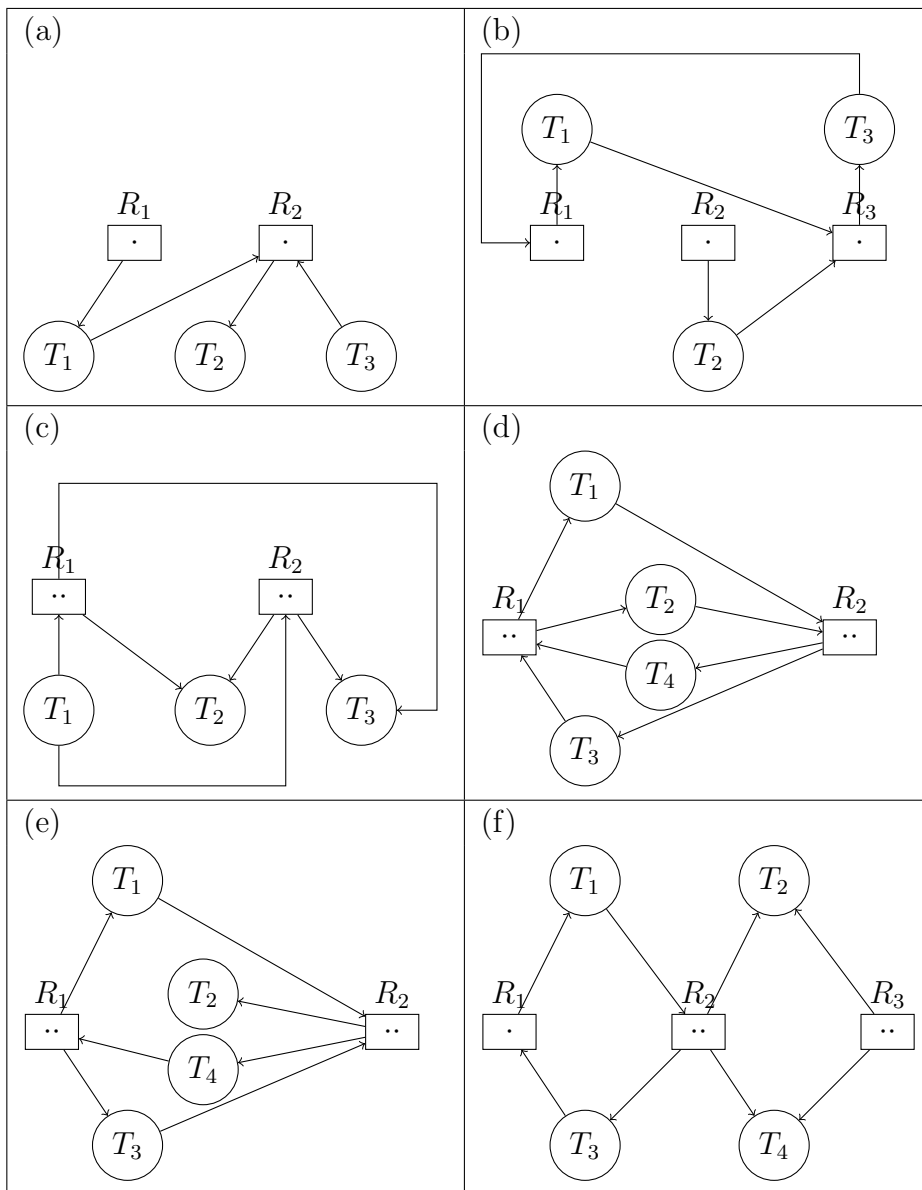 (a)
R₁ R₂
· ·
T₁ T₂ T₃
(b)
T₁ T₃
R₁ R₂ R₃
· · ·
T₂
(c)
R₁ R₂
·· ··
T₁ T₂ T₃
(d)
T₁
R₁ T₂ R₂
·· ··
T₄
T₃
(e)
T₁
R₁ T₂ R₂
·· ··
T₄
T₃
(f)
T₁ T₂
R₁ R₂ R₃
· ·· ··
T₃ T₄